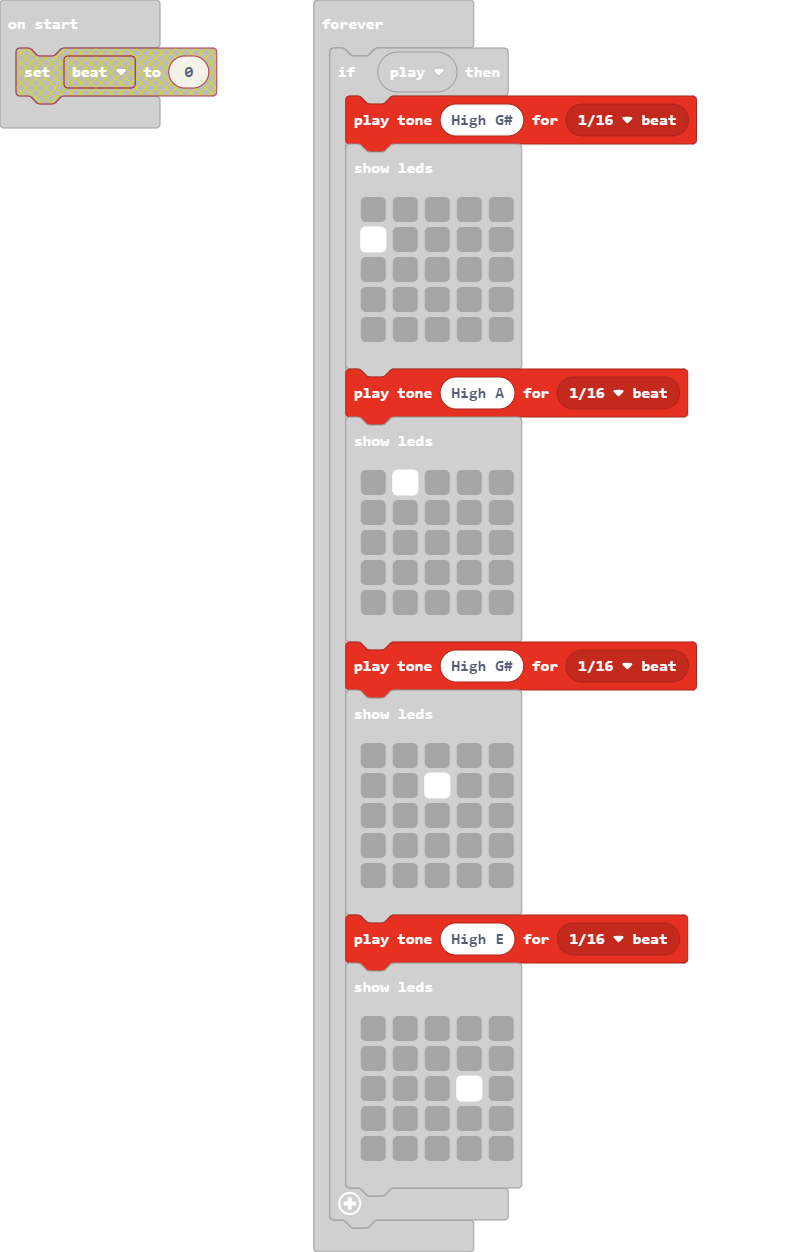 on start
set beat to 0
forever
if play then
play tone High G# for 1/16 beat
show leds
play tone High A for 1/16 beat
show leds
play tone High G# for 1/16 beat
show leds
play tone High E for 1/16 beat
show leds